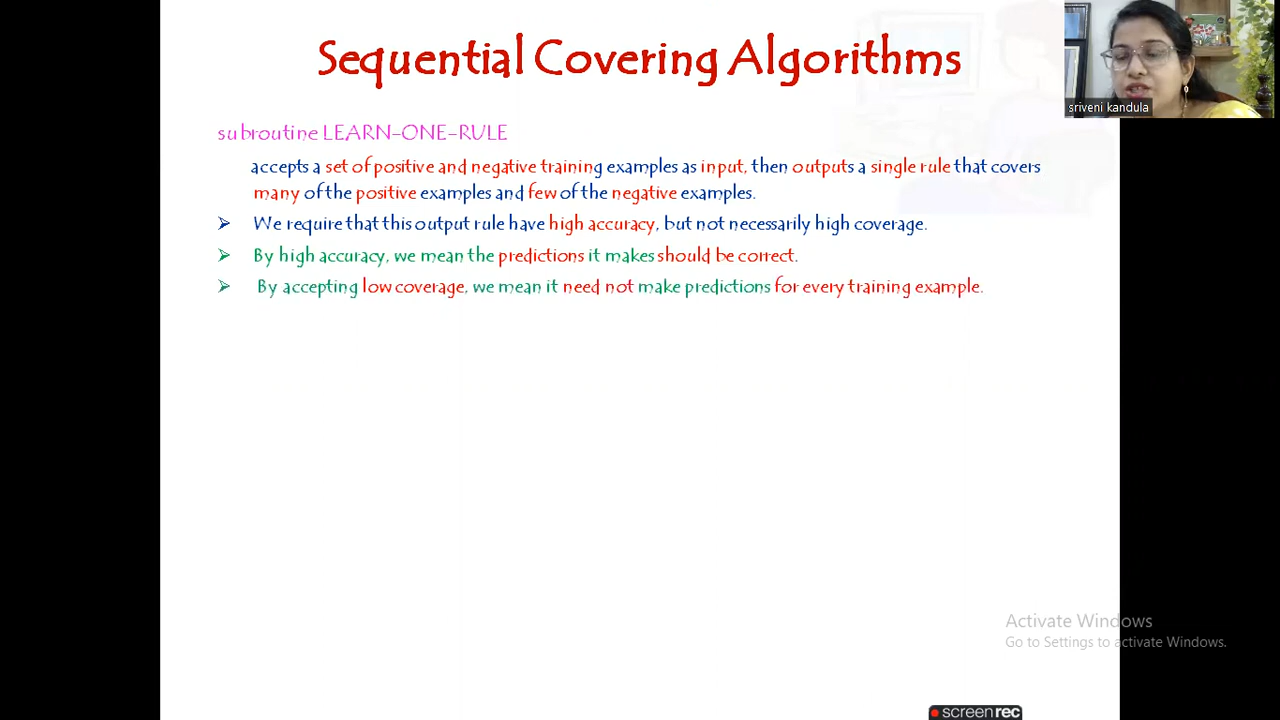 Sequential Covering Algorithms
sriveni kandula
subroutine LEARN-ONE-RULE
accepts a set of positive and negative training examples as input, then outputs a single rule that covers
many of the positive examples and few of the negative examples.
➢ We require that this output rule have high accuracy, but not necessarily high coverage.
➢ By high accuracy, we mean the predictions it makes should be correct.
➢ By accepting low coverage, we mean it need not make predictions for every training example.
Activate Windows
Go to Settings to activate Windows.
screenrec